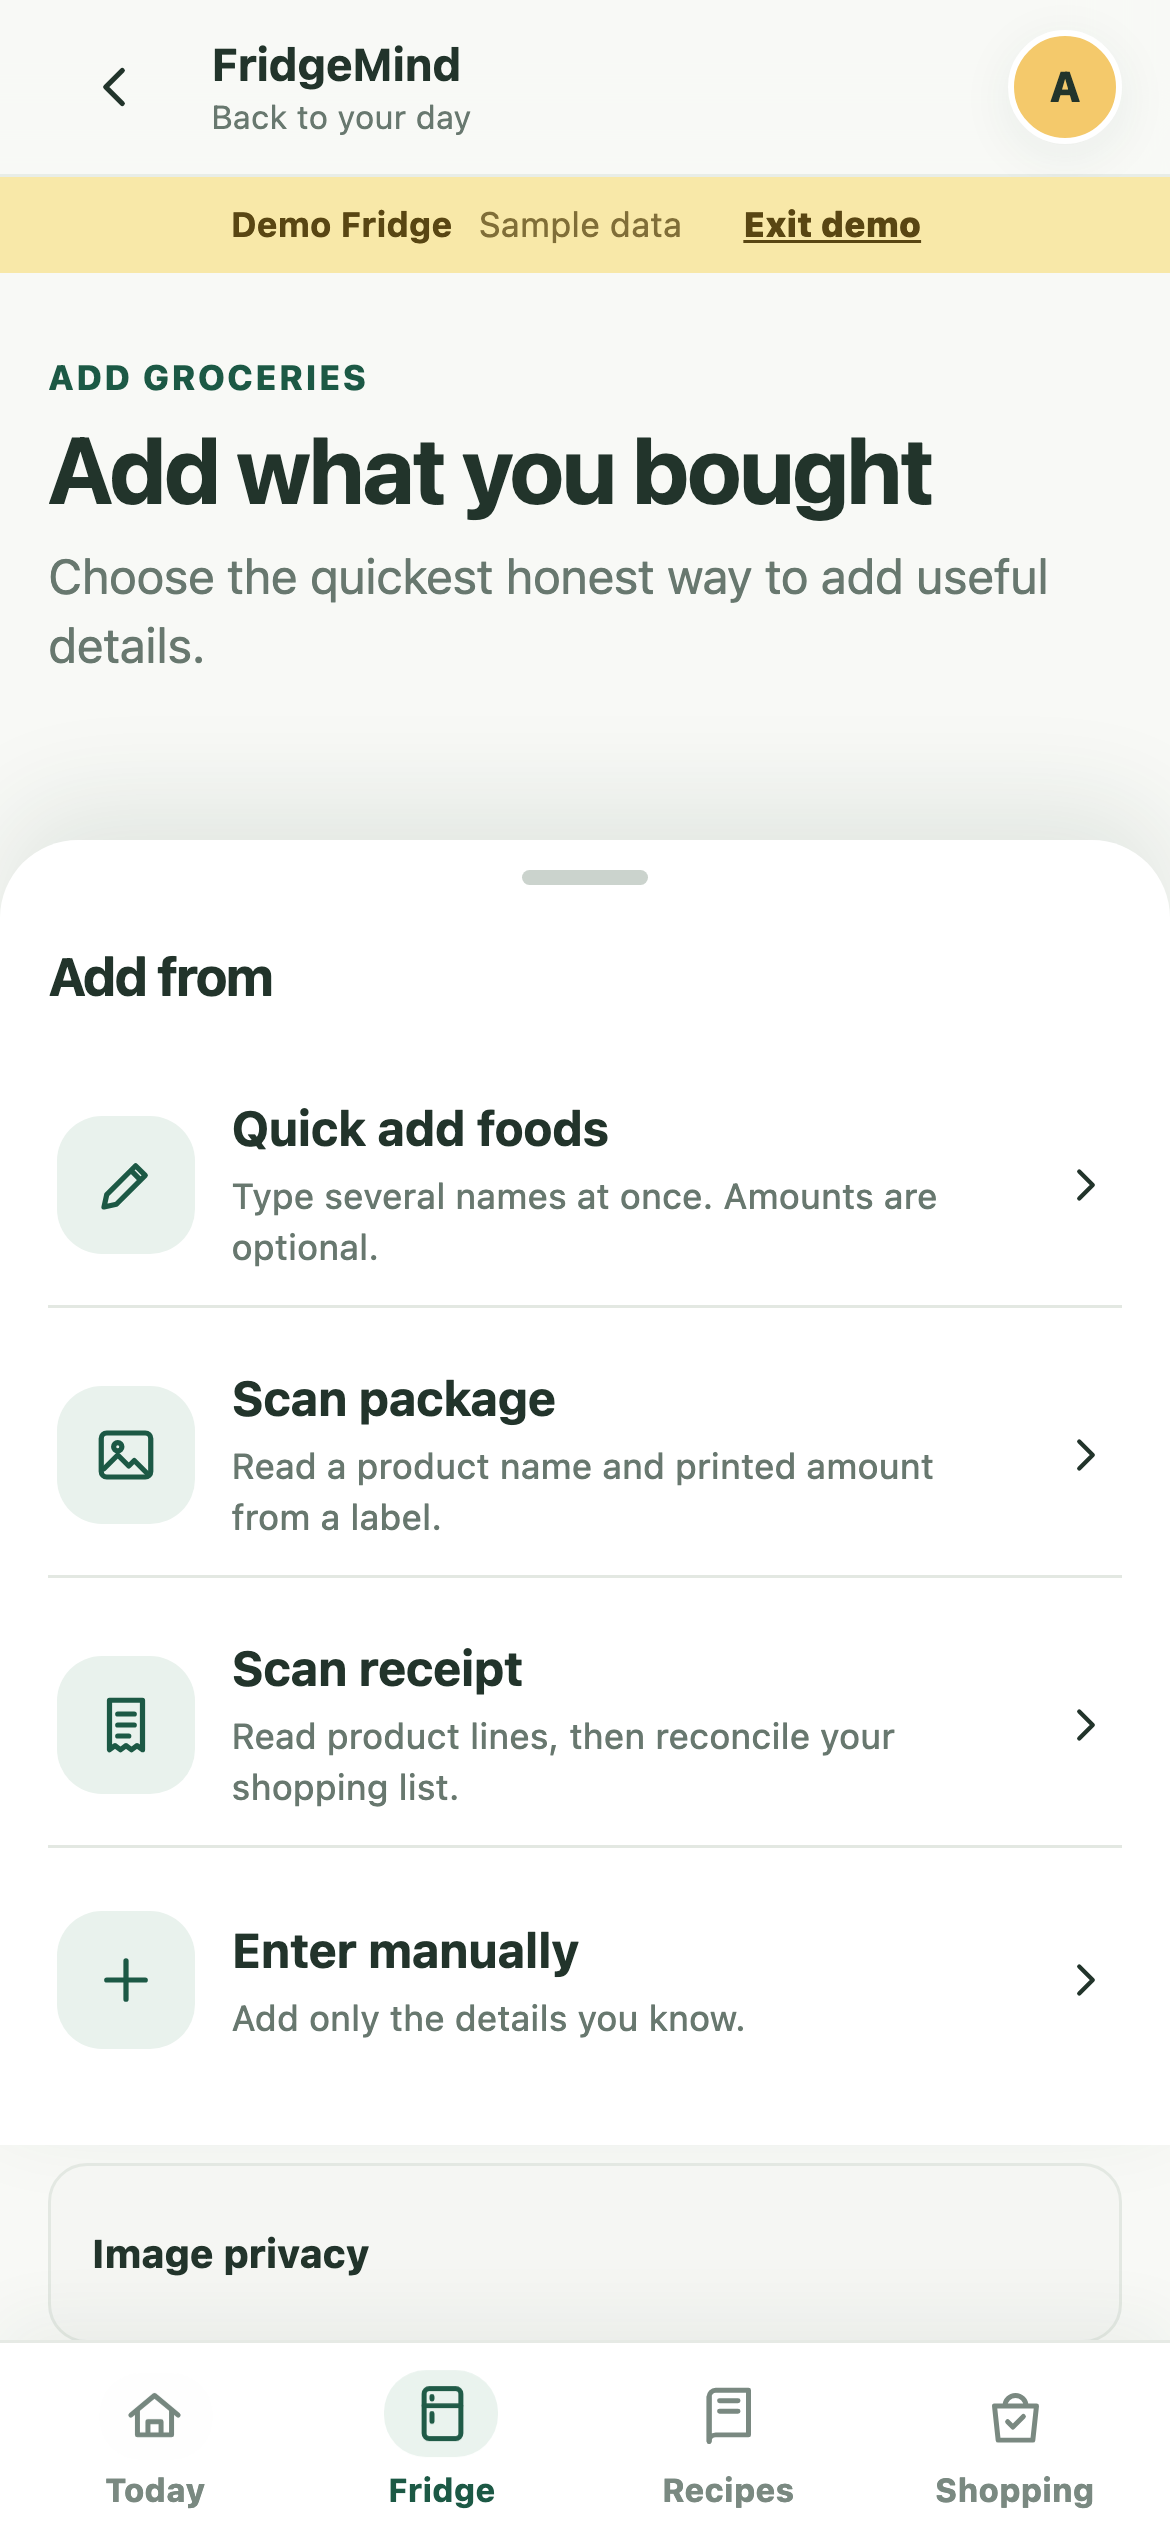 FridgeMind
Back to your day
A
Demo Fridge Sample data Exit demo
ADD GROCERIES
Add what you bought
Choose the quickest honest way to add useful
details.
Add from
Quick add foods
Type several names at once. Amounts are
optional.
Scan package
Read a product name and printed amount
from a label.
Scan receipt
Read product lines, then reconcile your
shopping list.
Enter manually
Add only the details you know.
Image privacy
Today Fridge Recipes Shopping